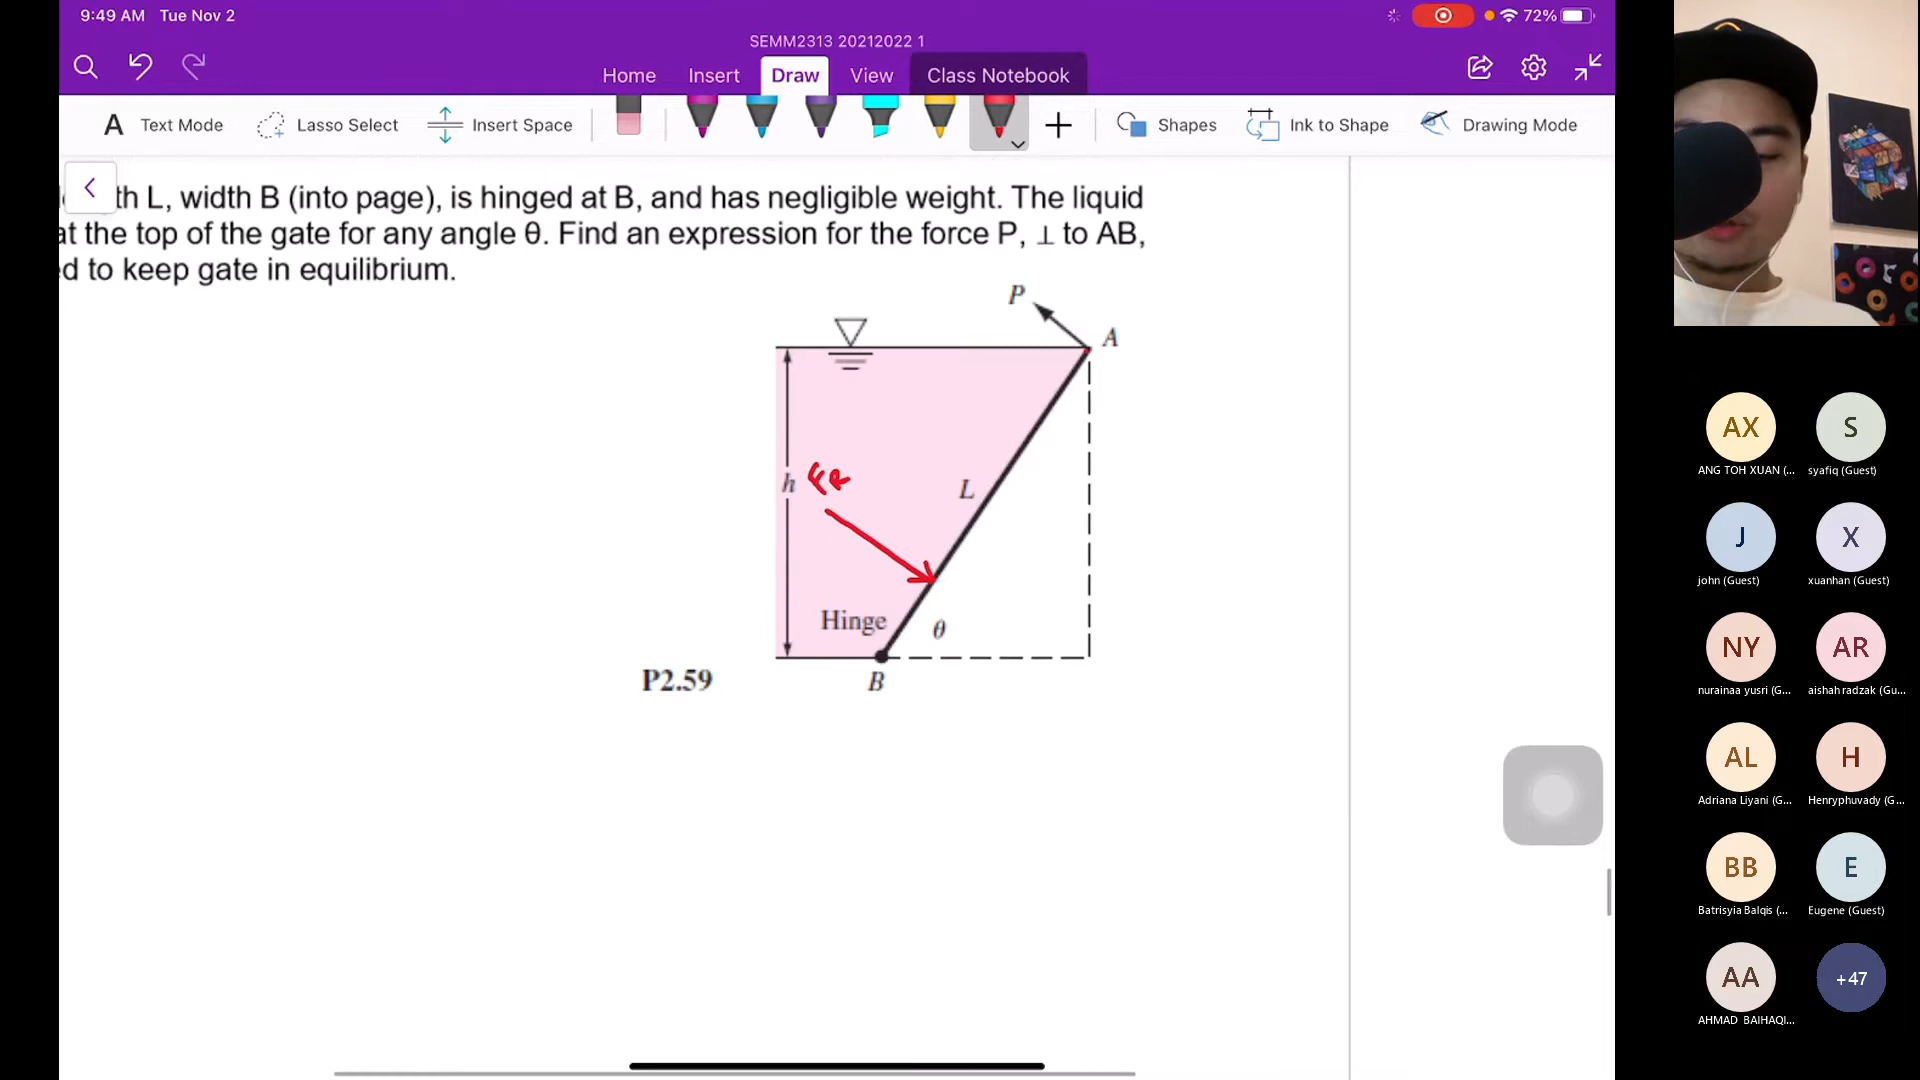 9:49 AM Tue Nov 2
72%
SEMM2313 20212022 1
Home Insert Draw View Class Notebook
A Text Mode Lasso Select Insert Space Shapes Ink to Shape Drawing Mode
th L, width B (into page), is hinged at B, and has negligible weight. The liquid
at the top of the gate for any angle θ. Find an expression for the force P, ⊥ to AB,
d to keep gate in equilibrium.
P
A
h FR
L
Hinge θ
P2.59 B
AX S
ANG TOH XUAN (... syafiq (Guest)
J X
john (Guest) xuanhan (Guest)
NY AR
nurainaa yusri (G... aishah radzak (Gu...
AL H
Adriana Liyani (G... Henryphuvady (G...
BB E
Batrisyia Balqis (... Eugene (Guest)
AA +47
AHMAD BAIHAQI...